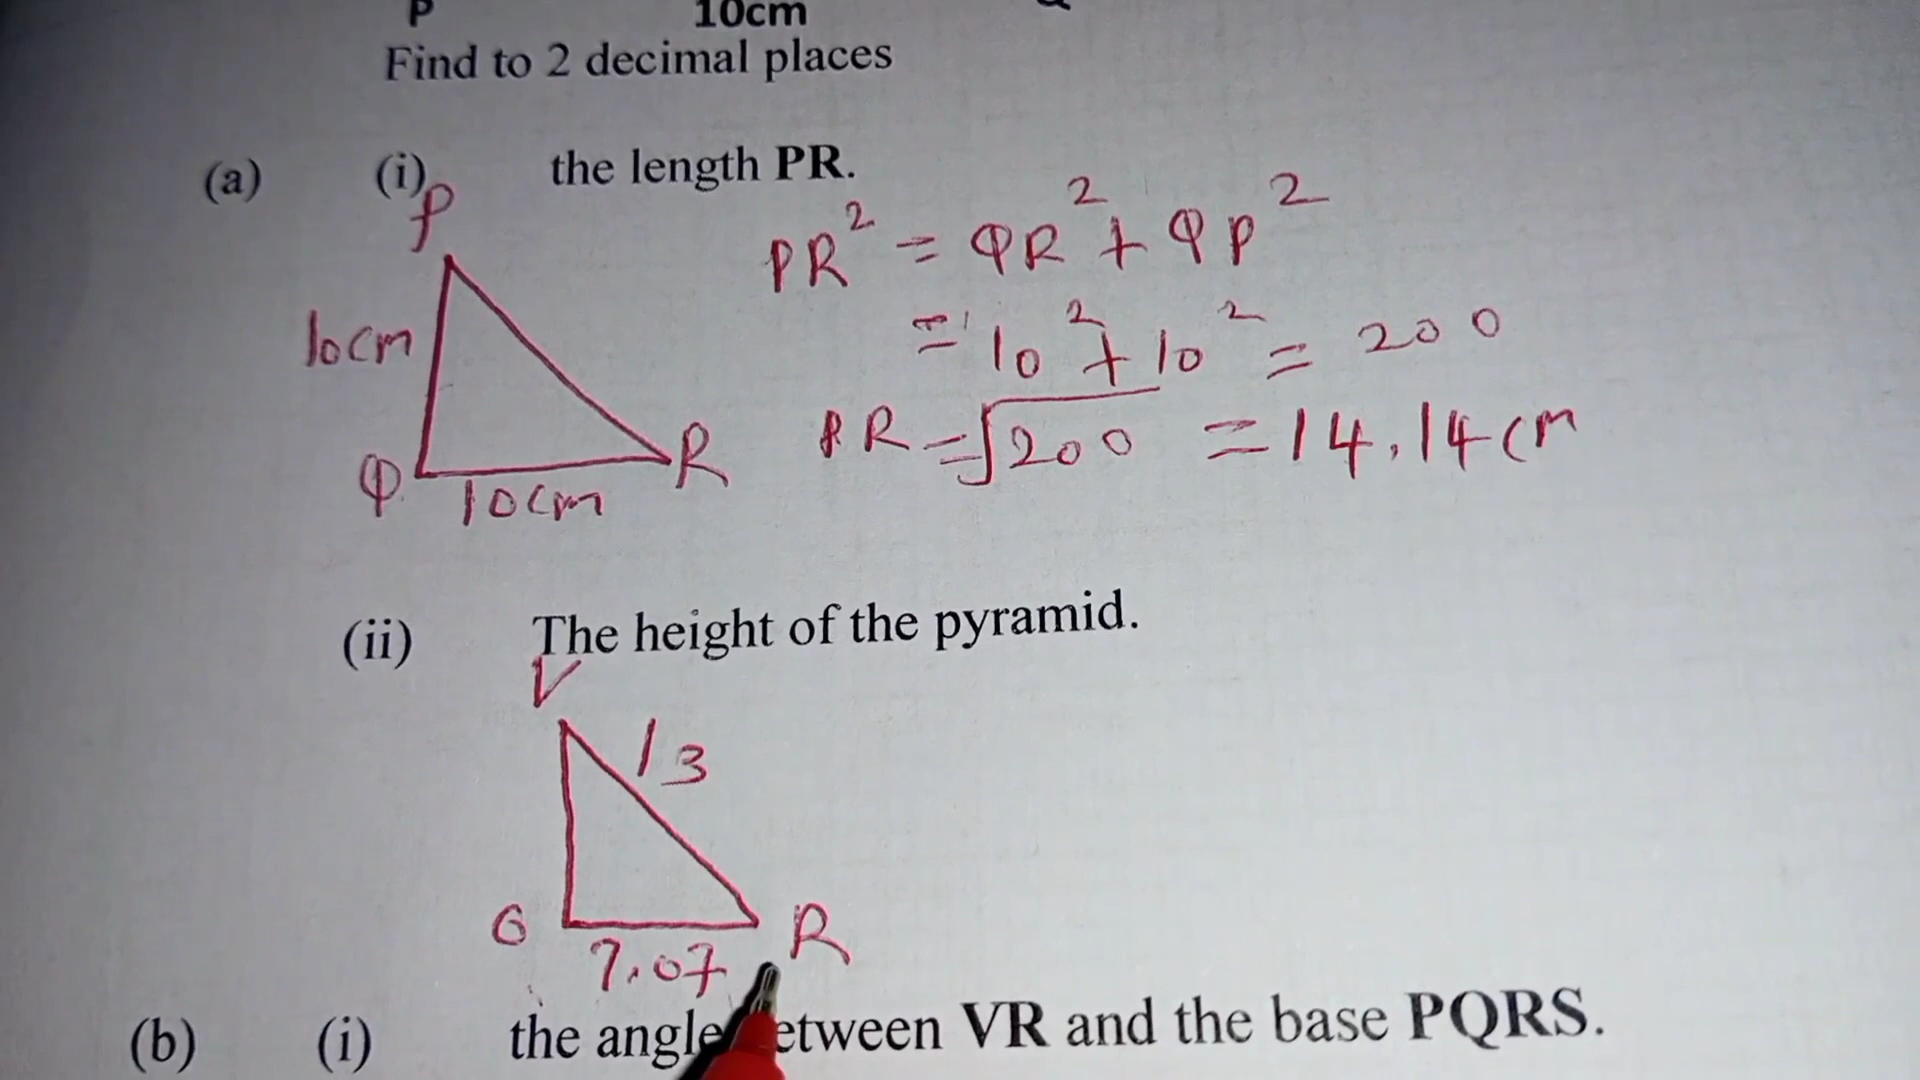 P 10cm
Find to 2 decimal places
(a) (i) the length PR.
P
PR² = QR² + QP²
10cm
= 10² + 10² = 200
PR = √200 = 14.14cm
Q R
10cm
(ii) The height of the pyramid.
V
13
O R
7.07
(b) (i) the angle between VR and the base PQRS.